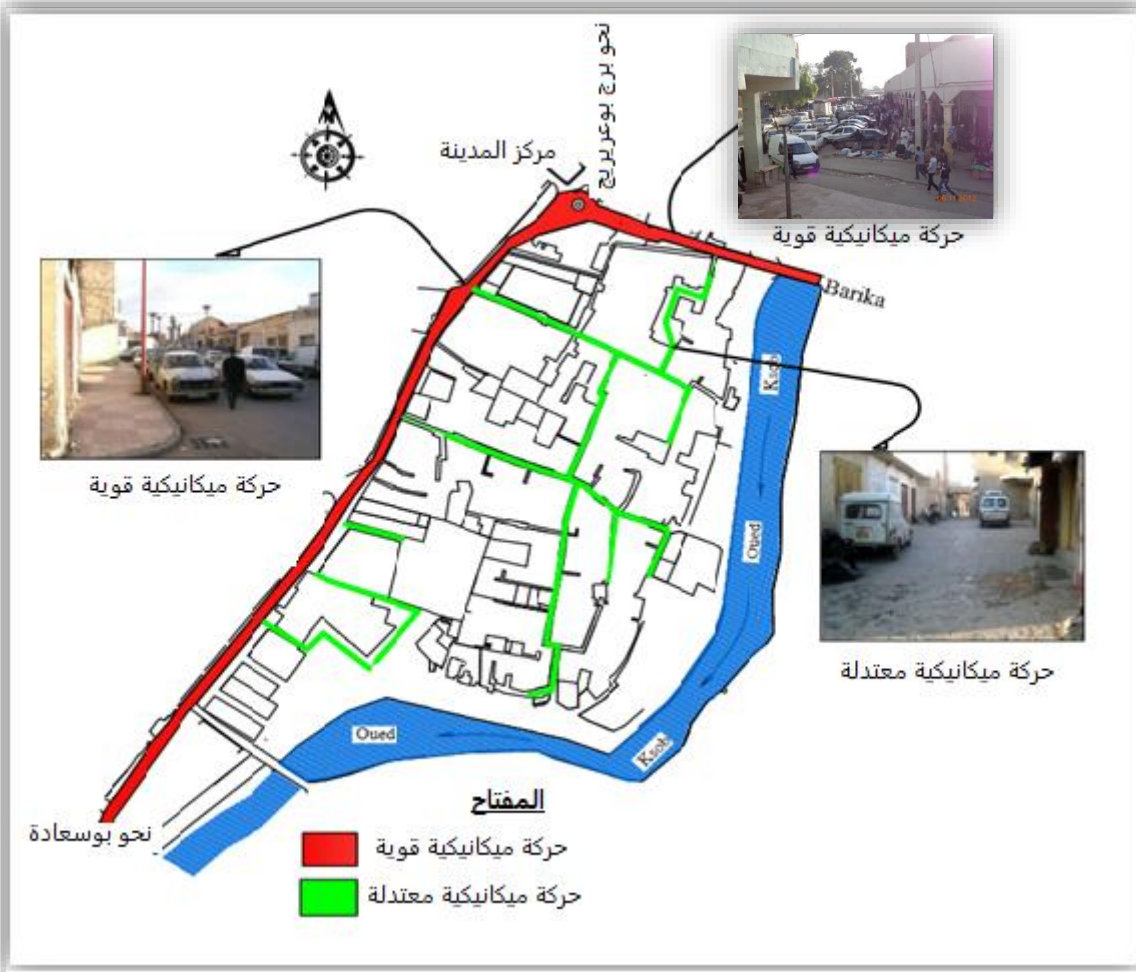 نحو برج بوعريريج
مركز المدينة
حركة ميكانيكية قوية
Barika
Ksob
حركة ميكانيكية قوية
Oued
حركة ميكانيكية معتدلة
Oued
Ksob
المفتاح
نحو بوسعادة
حركة ميكانيكية قوية
حركة ميكانيكية معتدلة